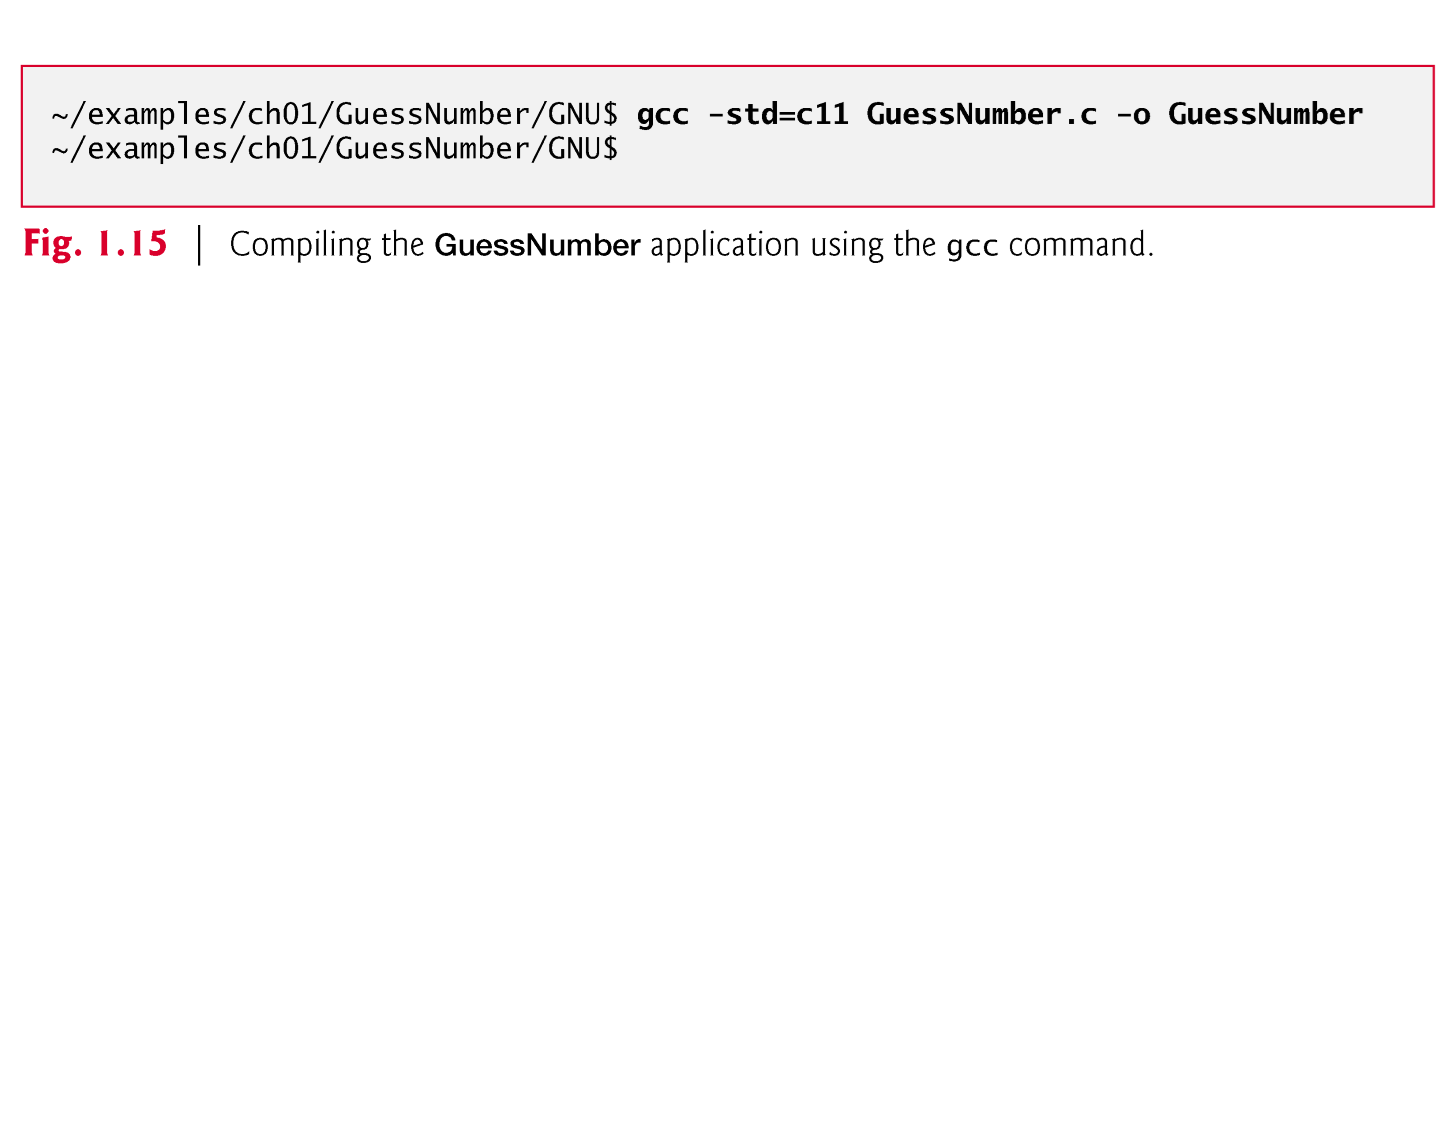 ~/examples/ch01/GuessNumber/GNU$ gcc -std=c11 GuessNumber.c -o GuessNumber
~/examples/ch01/GuessNumber/GNU$
Fig. 1.15 | Compiling the GuessNumber application using the gcc command.